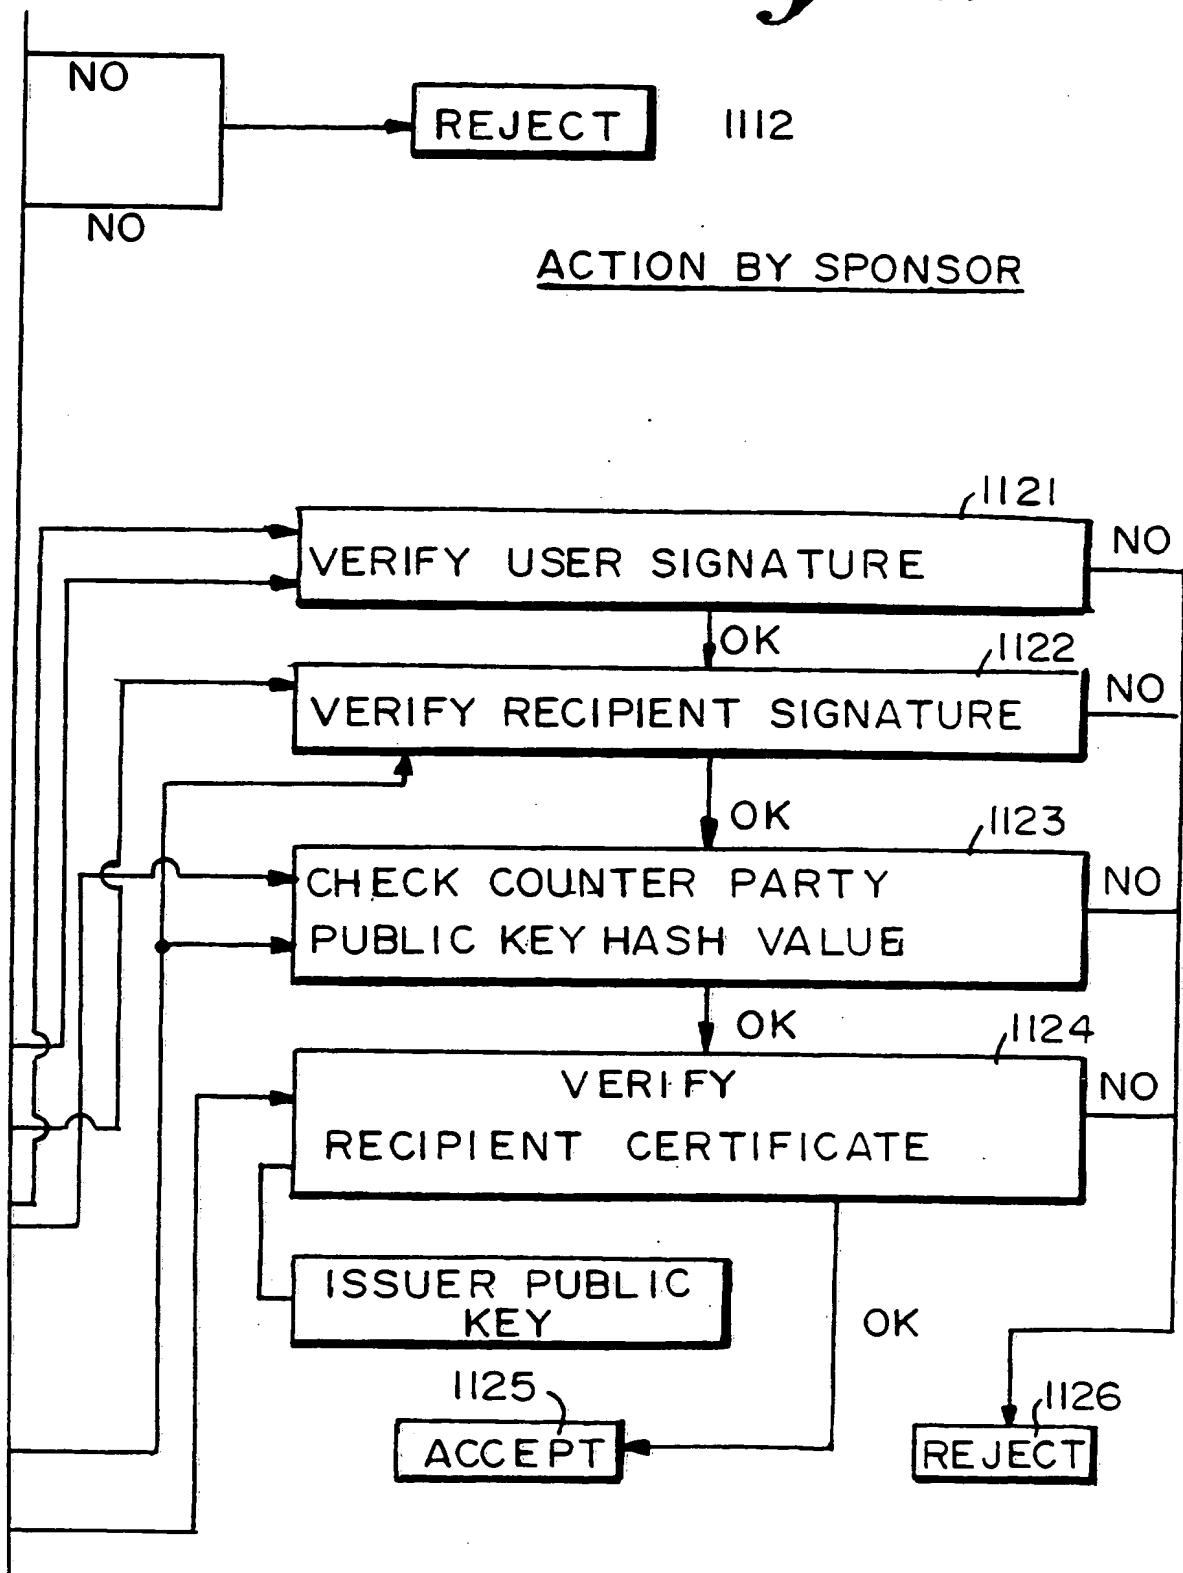 NO
REJECT 1112
NO
ACTION BY SPONSOR
1121
VERIFY USER SIGNATURE
NO
OK
1122
VERIFY RECIPIENT SIGNATURE
NO
OK
1123
CHECK COUNTER PARTY
PUBLIC KEY HASH VALUE
NO
OK
1124
VERIFY
RECIPIENT CERTIFICATE
NO
ISSUER PUBLIC
KEY
OK
1125
ACCEPT
1126
REJECT